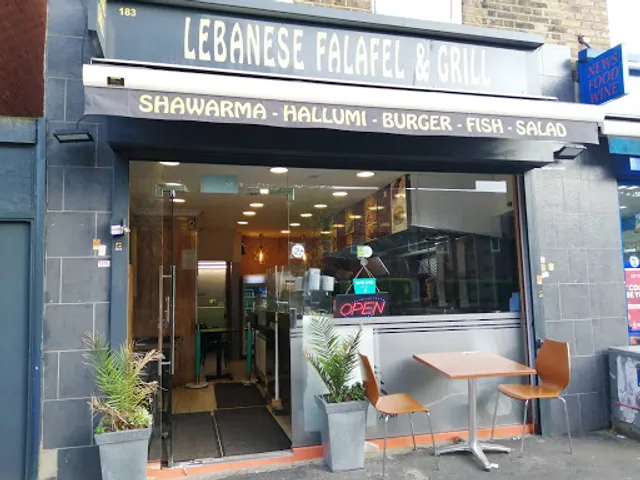 183
LEBANESE FALAFEL & GRILL
SHAWARMA - HALLUMI - BURGER - FISH - SALAD
NEWS
FOOD
WINE
OPEN